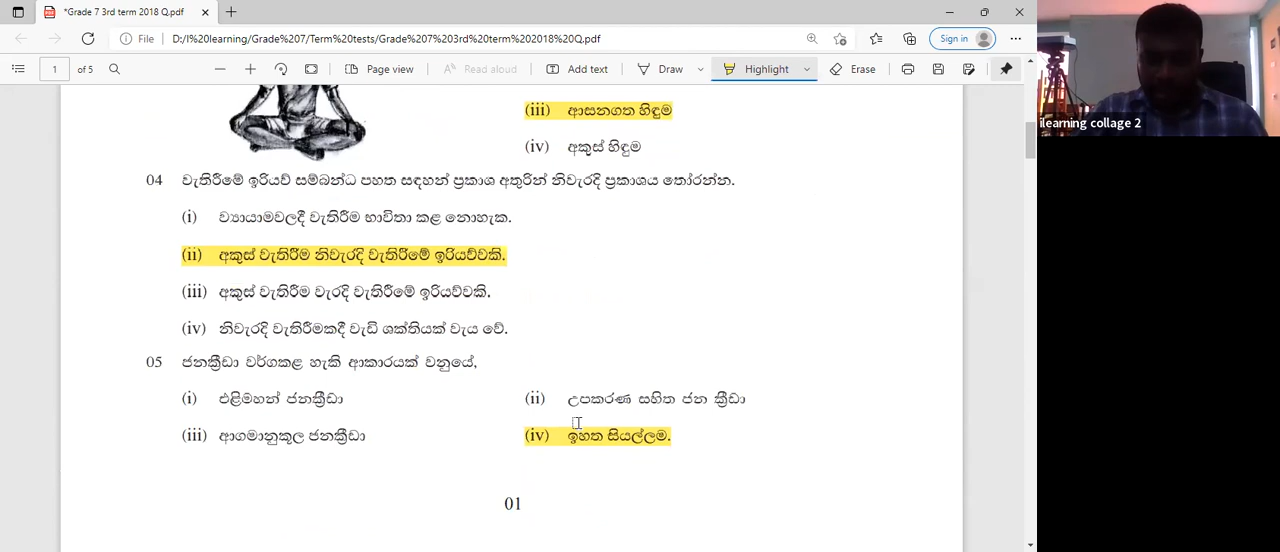 *Grade 7 3rd term 2018 Q.pdf
File D:/I%20learning/Grade%207/Term%20tests/Grade%207%203rd%20term%202018%20Q.pdf
Sign in
1 of 5 Page view Read aloud Add text Draw Highlight Erase
ilearning collage 2
(iii) ආසනගත හිඳුම
(iv) අකුස් හිඳුම
04 වැතිරීමේ ඉරියව් සම්බන්ධ පහත සඳහන් ප්‍රකාශ අතුරින් නිවැරදි ප්‍රකාශය තෝරන්න.
(i) ව්‍යායාමවලදී වැතිරීම භාවිතා කළ නොහැක.
(ii) අකුස් වැතිරීම නිවැරදි වැතිරීමේ ඉරියව්වකි.
(iii) අකුස් වැතිරීම වැරදි වැතිරීමේ ඉරියව්වකි.
(iv) නිවැරදි වැතිරීමකදී වැඩි ශක්තියක් වැය වේ.
05 ජනක්‍රීඩා වර්ගකළ හැකි ආකාරයක් වනුයේ,
(i) එළිමහන් ජනක්‍රීඩා (ii) උපකරණ සහිත ජන ක්‍රීඩා
(iii) ආගමානුකූල ජනක්‍රීඩා (iv) ඉහත සියල්ලම.
01